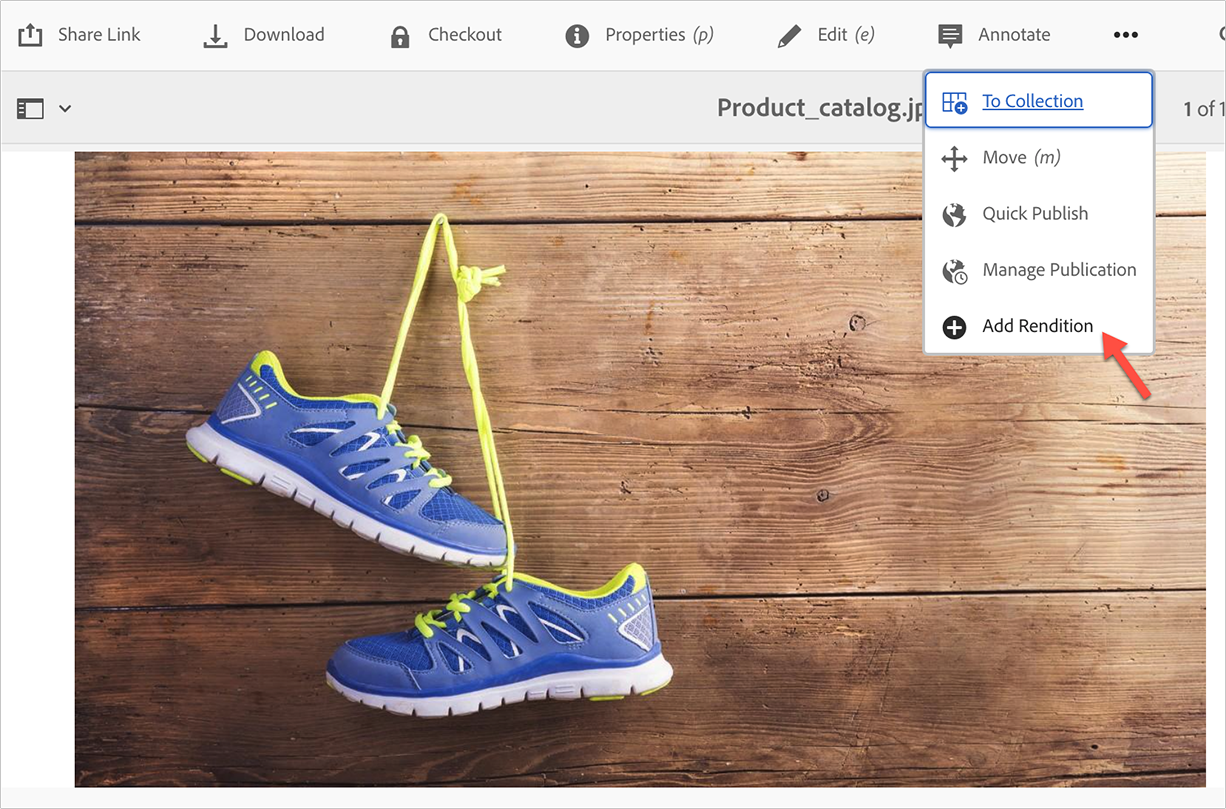 Share Link Download Checkout Properties (p) Edit (e) Annotate
Product_catalog.jp
1 of 1
To Collection
Move (m)
Quick Publish
Manage Publication
Add Rendition